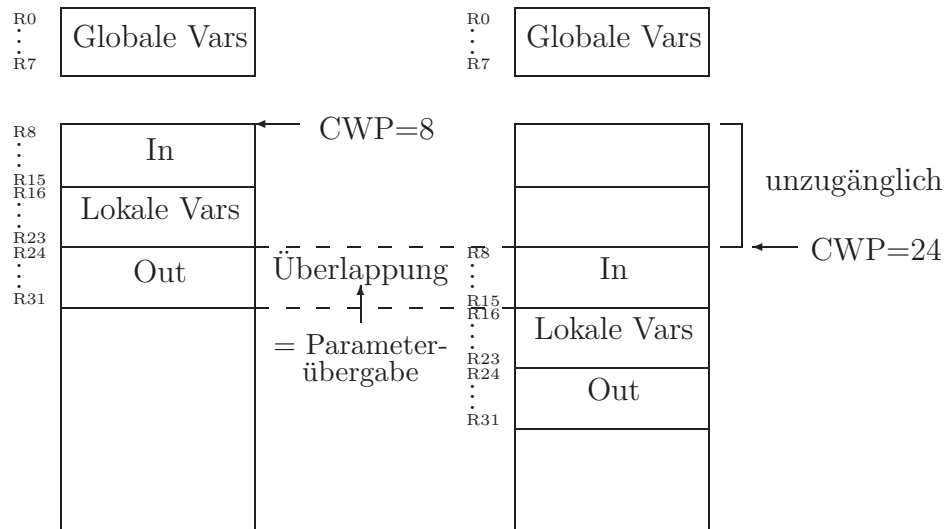 R0
R7
Globale Vars
R8
R15
R16
R23
R24
R31
In
Lokale Vars
Out
CWP=8
Überlappung
= Parameter-
übergabe
R0
R7
Globale Vars
R8
R15
R16
R23
R24
R31
In
Lokale Vars
Out
unzugänglich
CWP=24